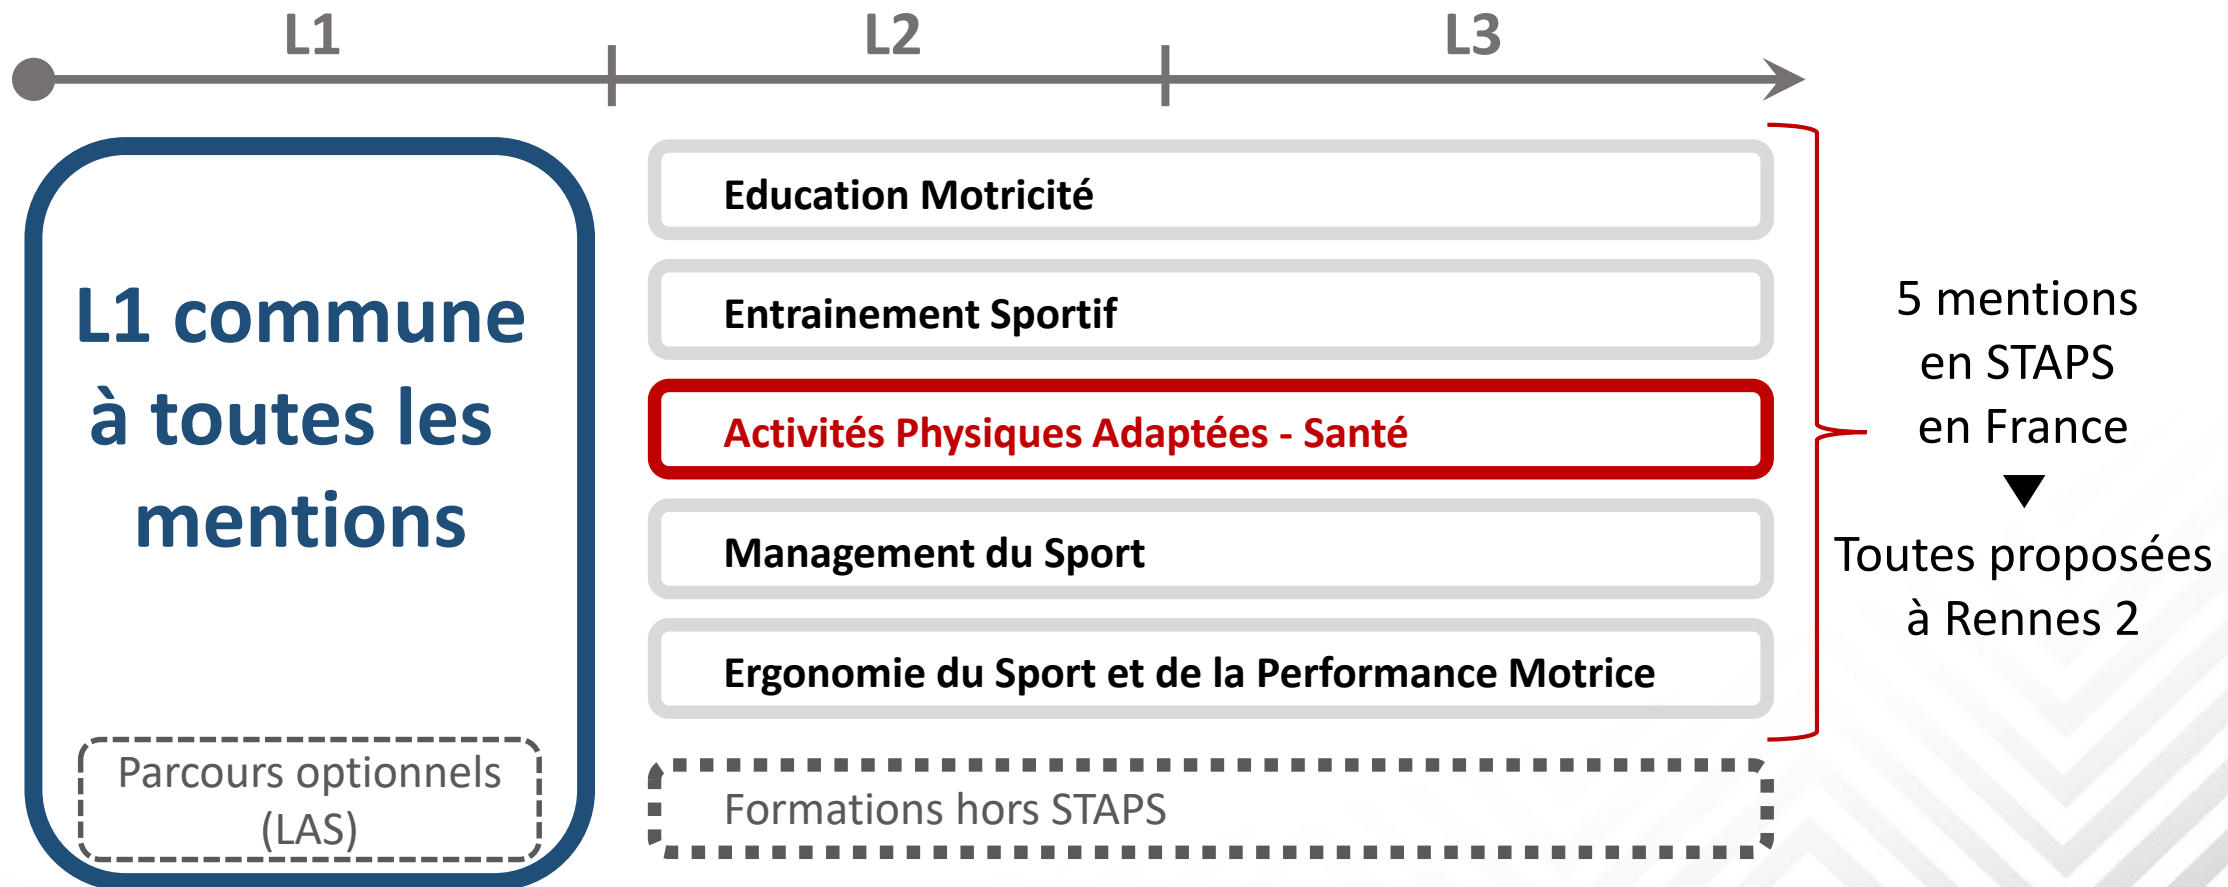 L1
L2
L3
L1 commune
à toutes les
mentions
Parcours optionnels
(LAS)
Education Motricité
Entrainement Sportif
Activités Physiques Adaptées - Santé
Management du Sport
Ergonomie du Sport et de la Performance Motrice
Formations hors STAPS
5 mentions
en STAPS
en France
Toutes proposées
à Rennes 2